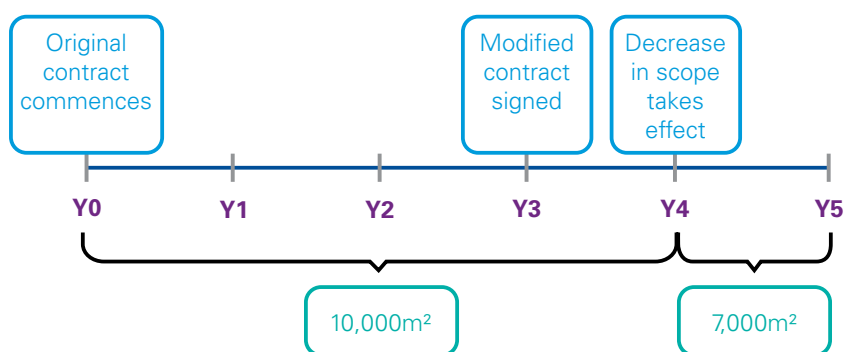 Original
contract
commences
Modified
contract
signed
Decrease
in scope
takes
effect
Y0
Y1
Y2
Y3
Y4
Y5
10,000m²
7,000m²